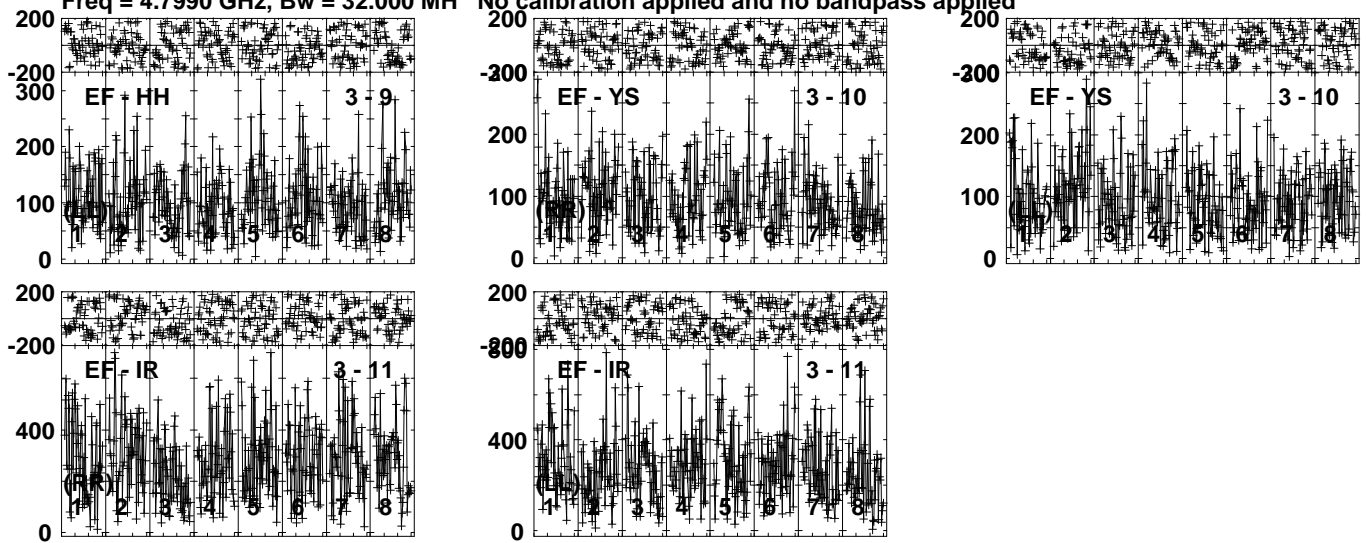 Freq = 4.7990 GHz, Bw = 32.000 MH No calibration applied and no bandpass applied
200 200 200
-200 -200 -200
300 300 300
EF - HH 3 - 9 EF - YS 3 - 10 EF - YS 3 - 10
200 200 200
100 100 100
(LL) (RR) (LL)
1 2 3 4 5 6 7 8 1 2 3 4 5 6 7 8 1 2 3 4 5 6 7 8
0 0 0
200 200
-200 -200
800
EF - IR 3 - 11 EF - IR 3 - 11
400 400
(RR) (LL)
1 2 3 4 5 6 7 8 1 2 3 4 5 6 7 8
0 0